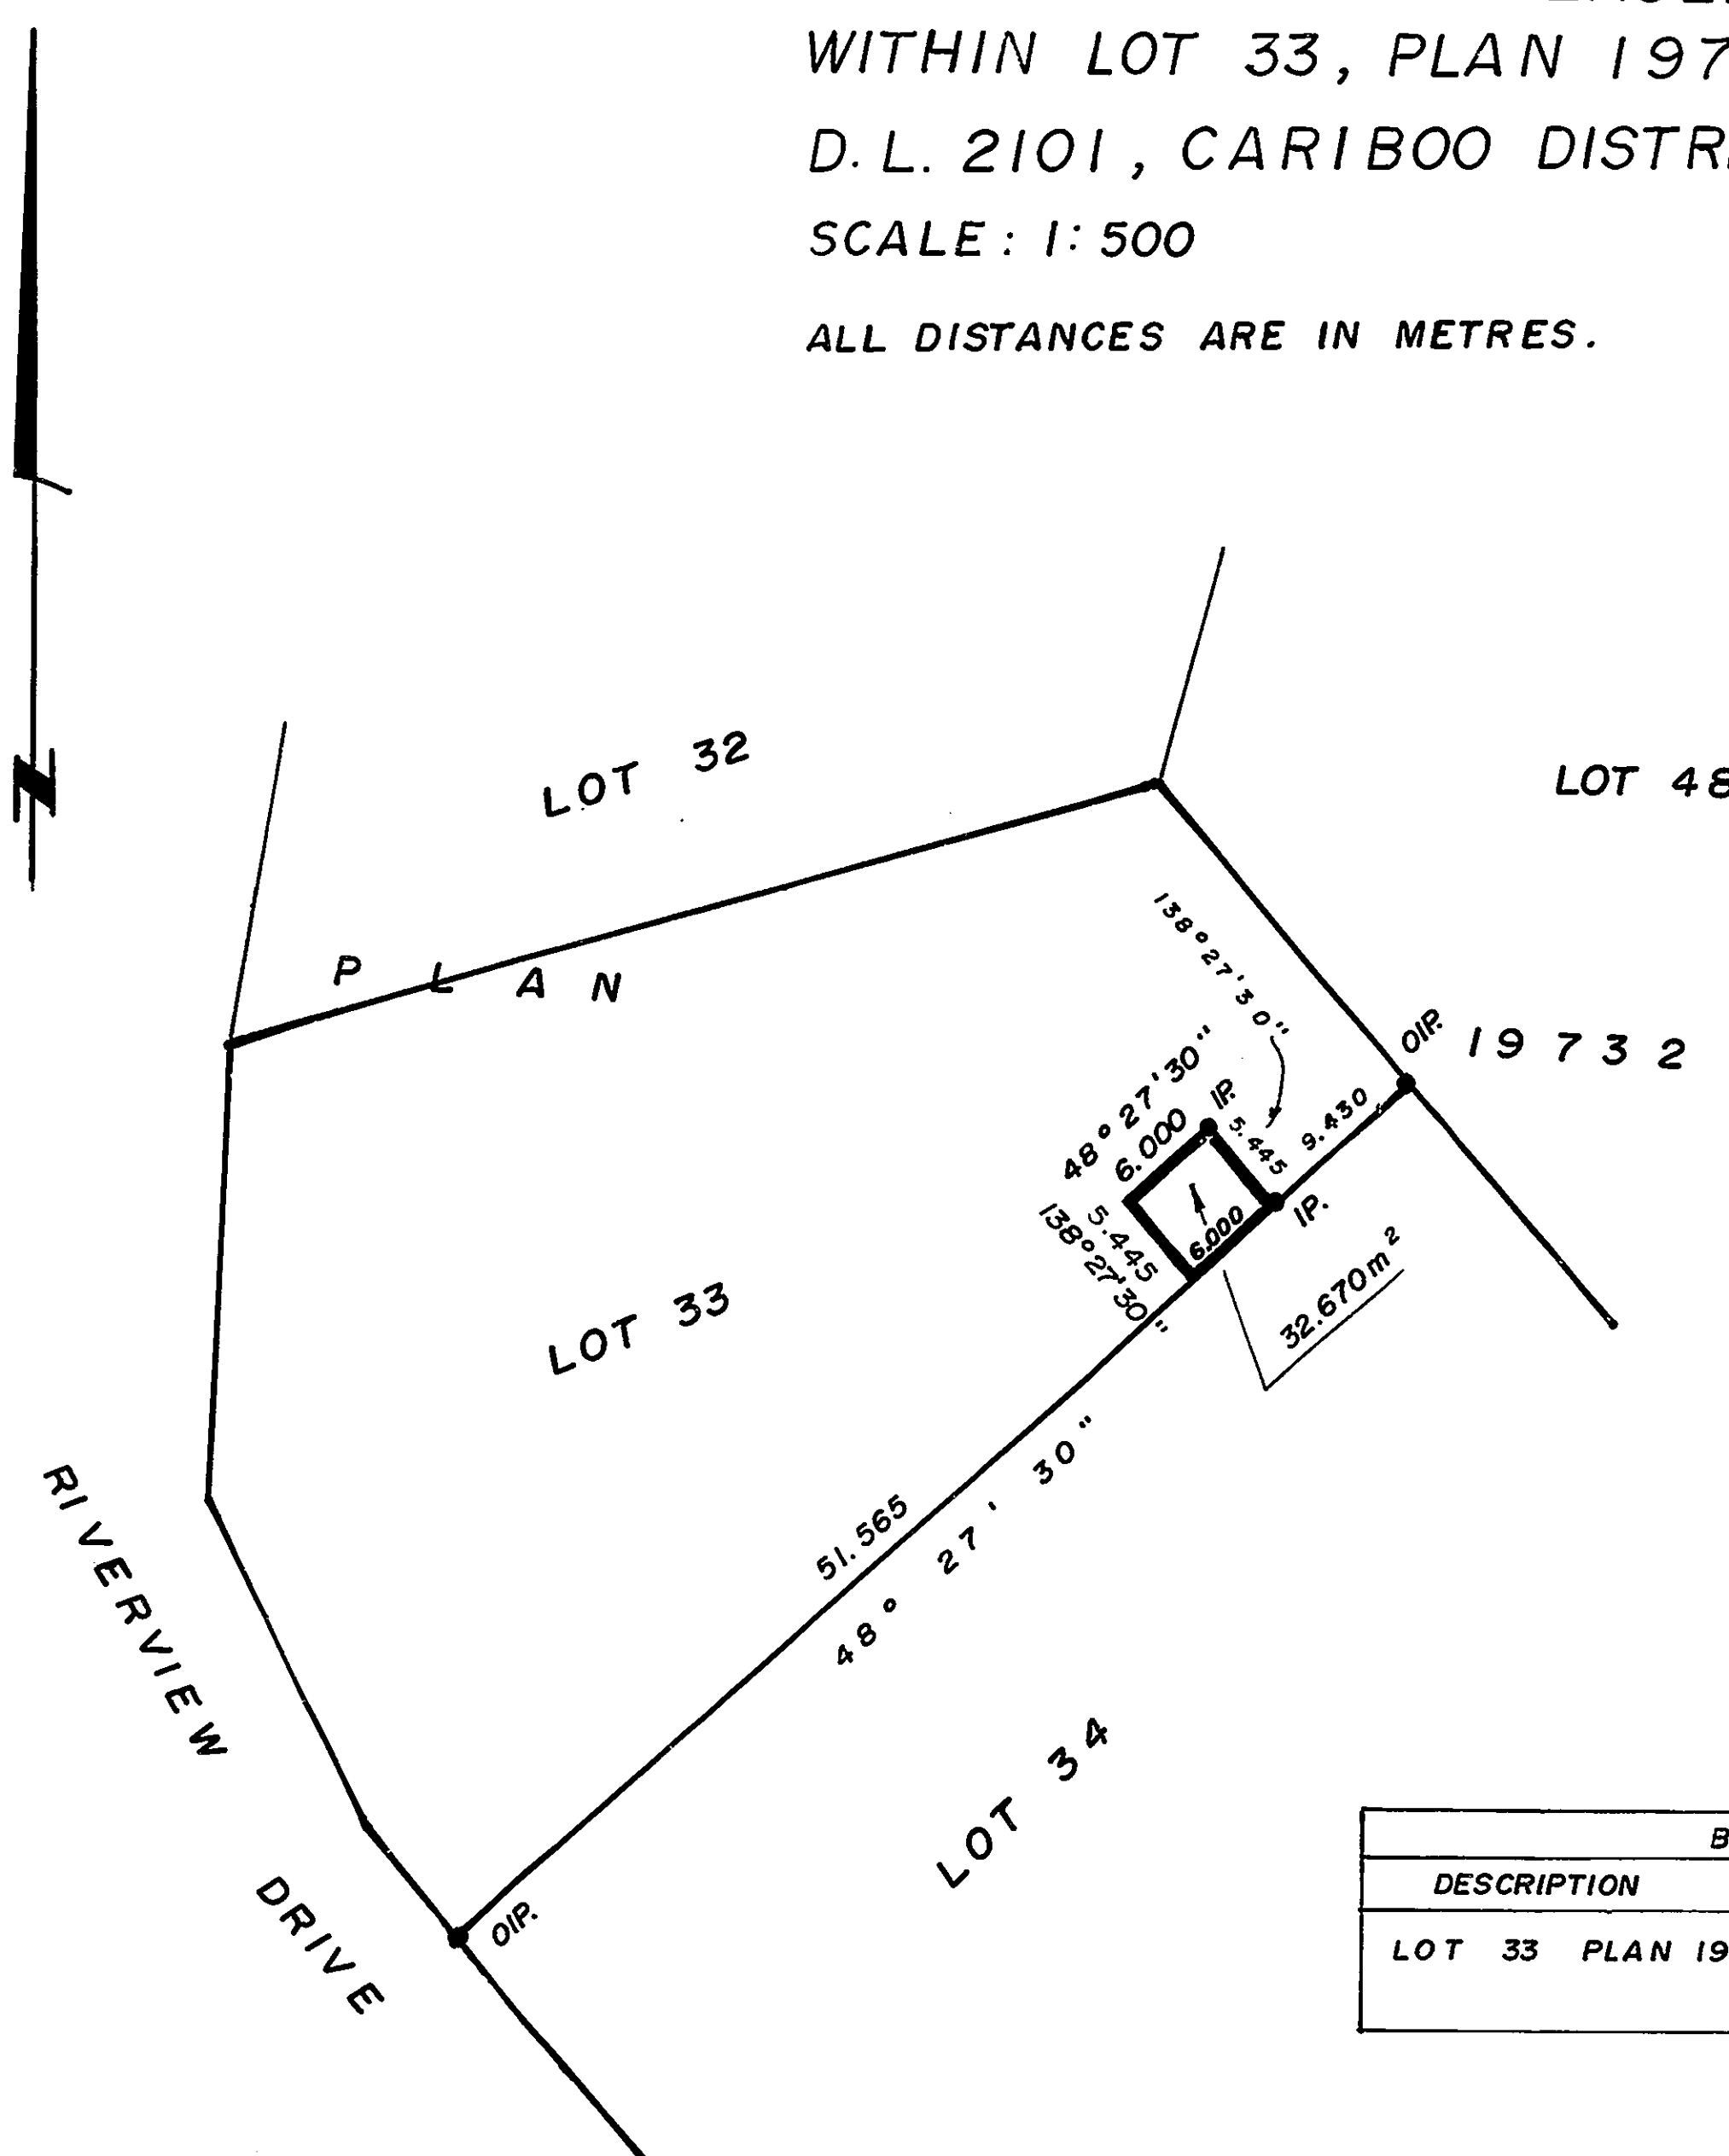 WITHIN LOT 33, PLAN 197
D.L. 2101, CARIBOO DISTR
SCALE: 1:500
ALL DISTANCES ARE IN METRES.
N
LOT 32
LOT 48
PLAN
19732
138°27'30"
OIP.
48°27'30"
6.000
IP.
5.445
9.430
5.445
138°27'30"
6.000
IP.
32.670m²
LOT 33
51.565
48° 27' 30"
RIVERVIEW
DRIVE
OIP.
LOT 34
B
DESCRIPTION
LOT 33 PLAN 19